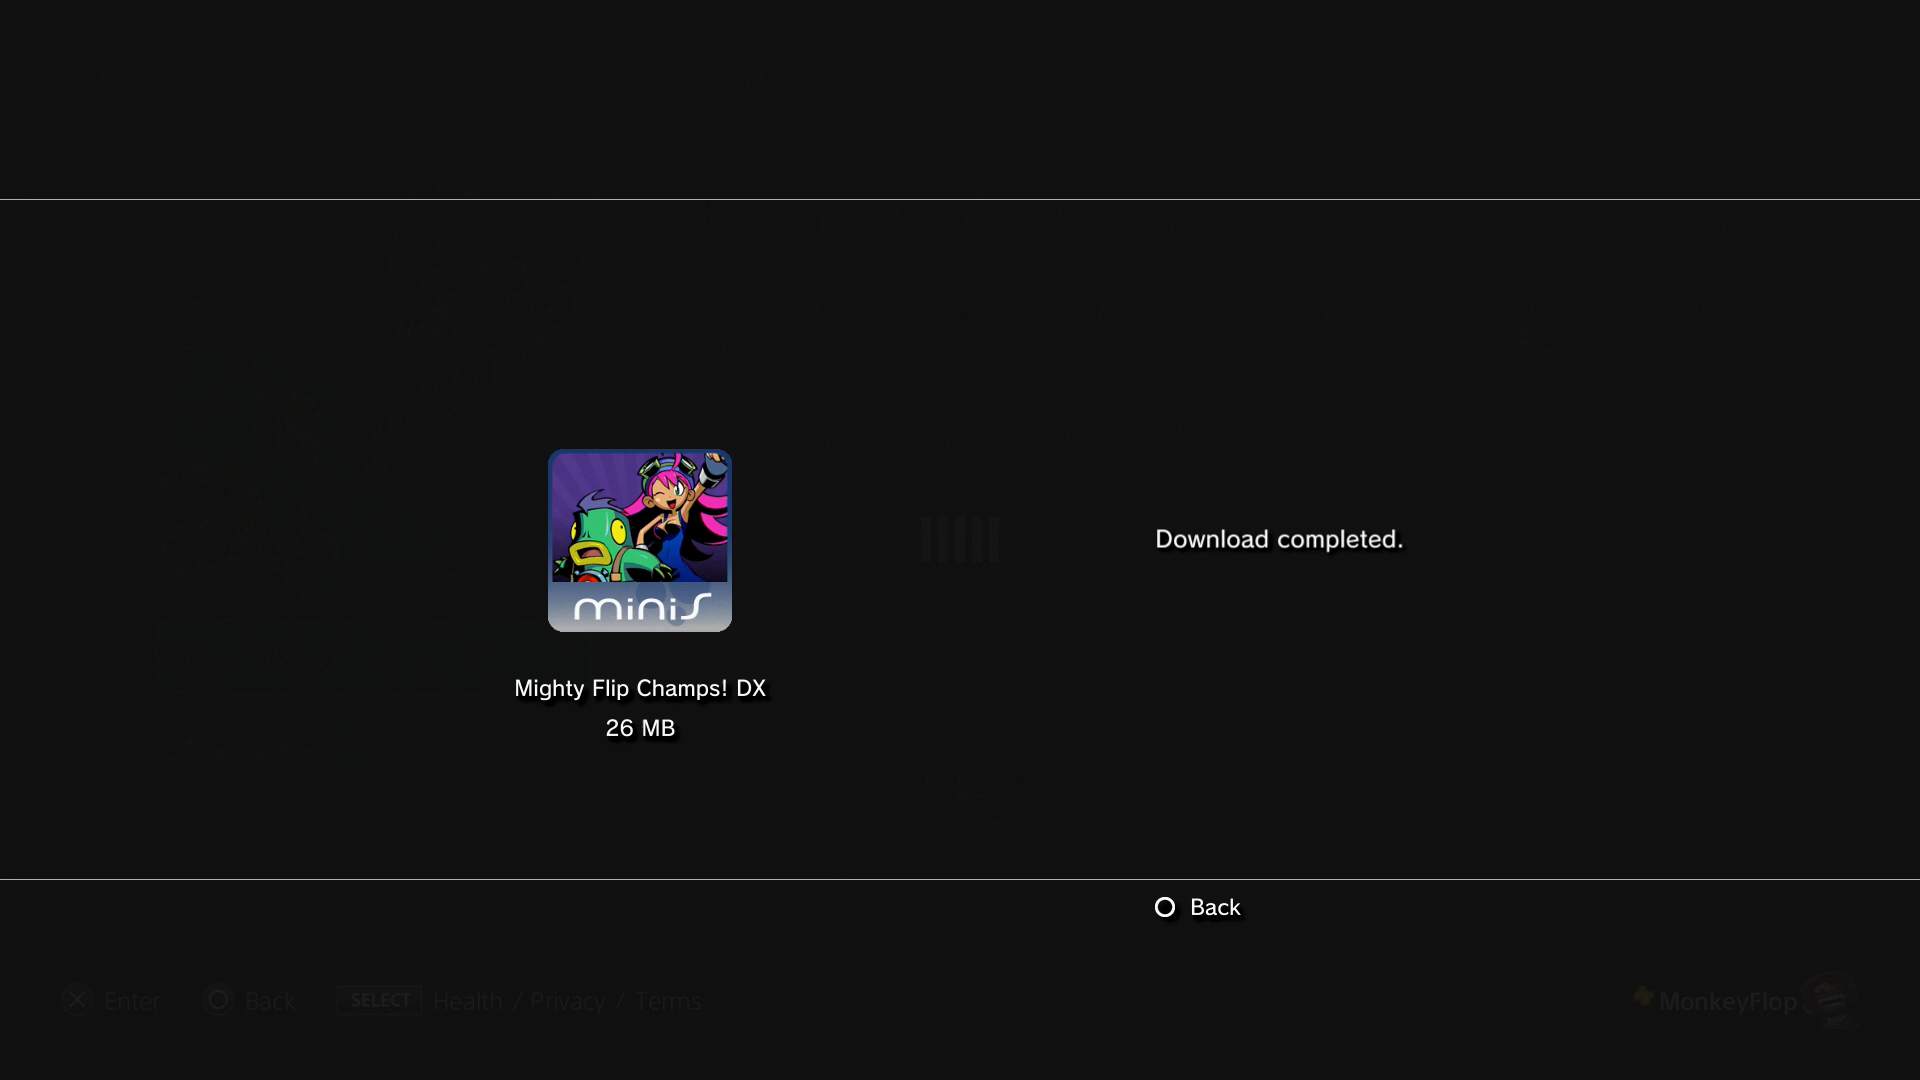 minis
Mighty Flip Champs! DX
26 MB
Download completed.
Back
Enter Back SELECT Health / Privacy / Terms
MonkeyFlop